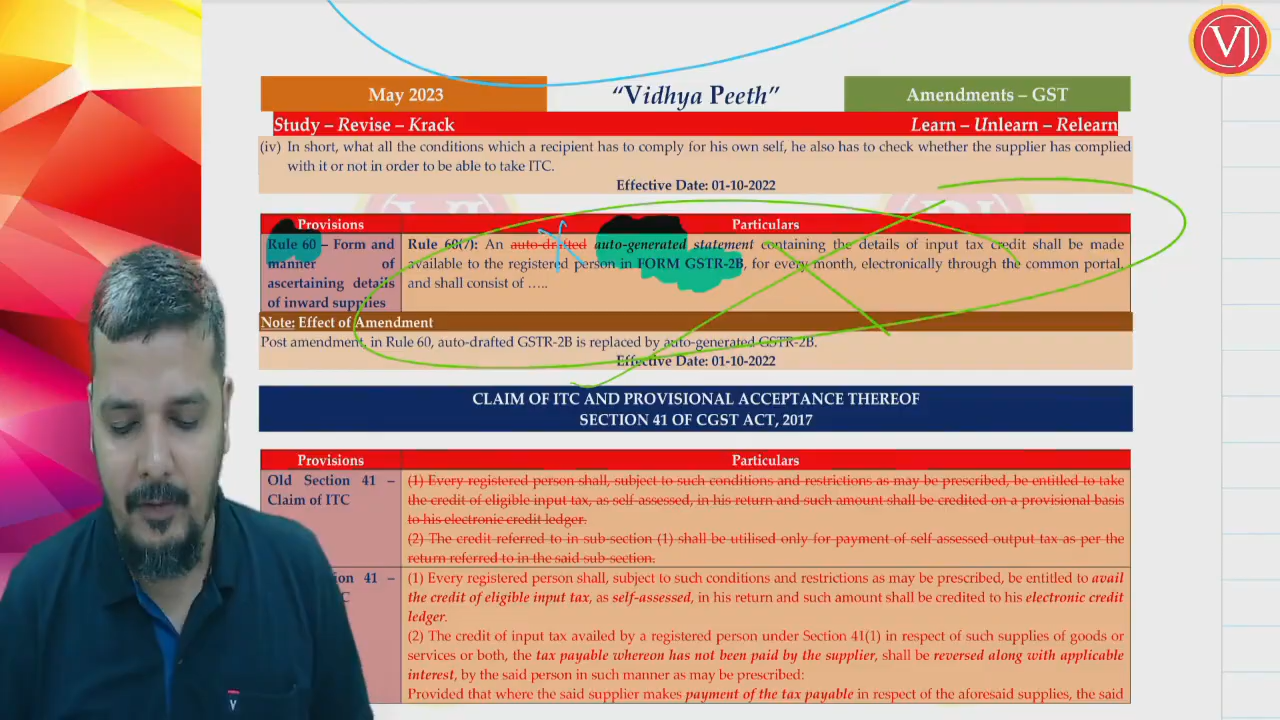 VJ
May 2023
"Vidhya Peeth"
Amendments – GST
Study – Revise – Krack
Learn – Unlearn – Relearn
(iv) In short, what all the conditions which a recipient has to comply for his own self, he also has to check whether the supplier has complied
with it or not in order to be able to take ITC.
Effective Date: 01-10-2022
Provisions
Particulars
Rule 60 – Form and
manner of
ascertaining details
of inward supplies
Rule 60(7): An auto-drafted auto-generated statement containing the details of input tax credit shall be made
available to the registered person in FORM GSTR-2B, for every month, electronically through the common portal,
and shall consist of …..
Note: Effect of Amendment
Post amendment, in Rule 60, auto-drafted GSTR-2B is replaced by auto-generated GSTR-2B.
Effective Date: 01-10-2022
CLAIM OF ITC AND PROVISIONAL ACCEPTANCE THEREOF
SECTION 41 OF CGST ACT, 2017
Provisions
Particulars
Old Section 41 –
Claim of ITC
(1) Every registered person shall, subject to such conditions and restrictions as may be prescribed, be entitled to take
the credit of eligible input tax, as self-assessed, in his return and such amount shall be credited on a provisional basis
to his electronic credit ledger.
(2) The credit referred to in sub-section (1) shall be utilised only for payment of self assessed output tax as per the
return referred to in the said sub-section.
ion 41 –
C
(1) Every registered person shall, subject to such conditions and restrictions as may be prescribed, be entitled to avail
the credit of eligible input tax, as self-assessed, in his return and such amount shall be credited to his electronic credit
ledger.
(2) The credit of input tax availed by a registered person under Section 41(1) in respect of such supplies of goods or
services or both, the tax payable whereon has not been paid by the supplier, shall be reversed along with applicable
interest, by the said person in such manner as may be prescribed:
Provided that where the said supplier makes payment of the tax payable in respect of the aforesaid supplies, the said